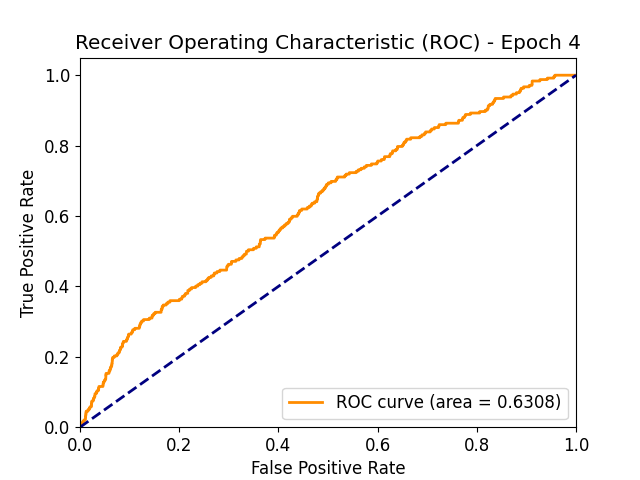 Receiver Operating Characteristic (ROC) - Epoch 4
True Positive Rate
1.0
0.8
0.6
0.4
0.2
0.0
ROC curve (area = 0.6308)
0.0 0.2 0.4 0.6 0.8 1.0
False Positive Rate